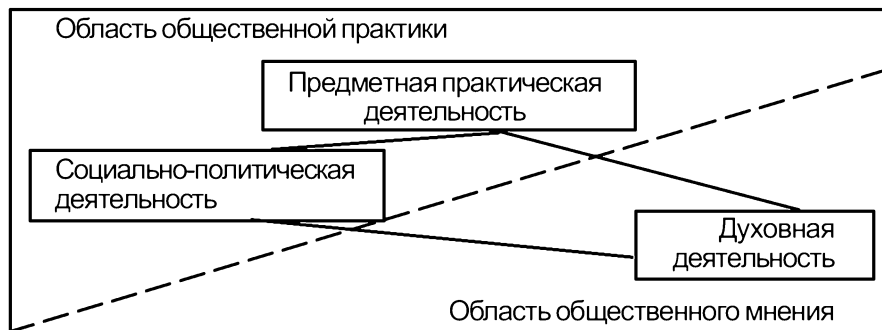 Область общественной практики
Предметная практическая
деятельность
Социально-политическая
деятельность
Духовная
деятельность
Область общественного мнения